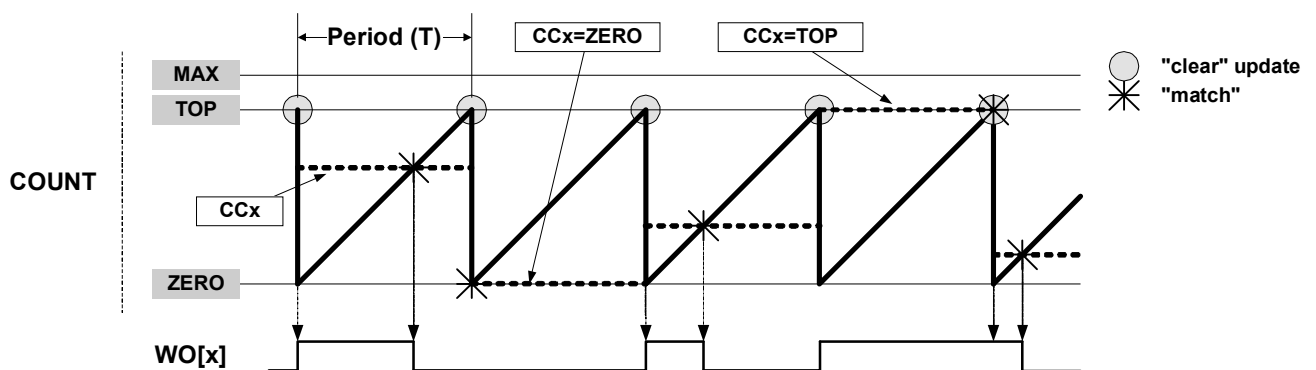 Period (T)
CCx=ZERO
CCx=TOP
"clear" update
"match"
MAX
TOP
COUNT
CCx
ZERO
WO[x]